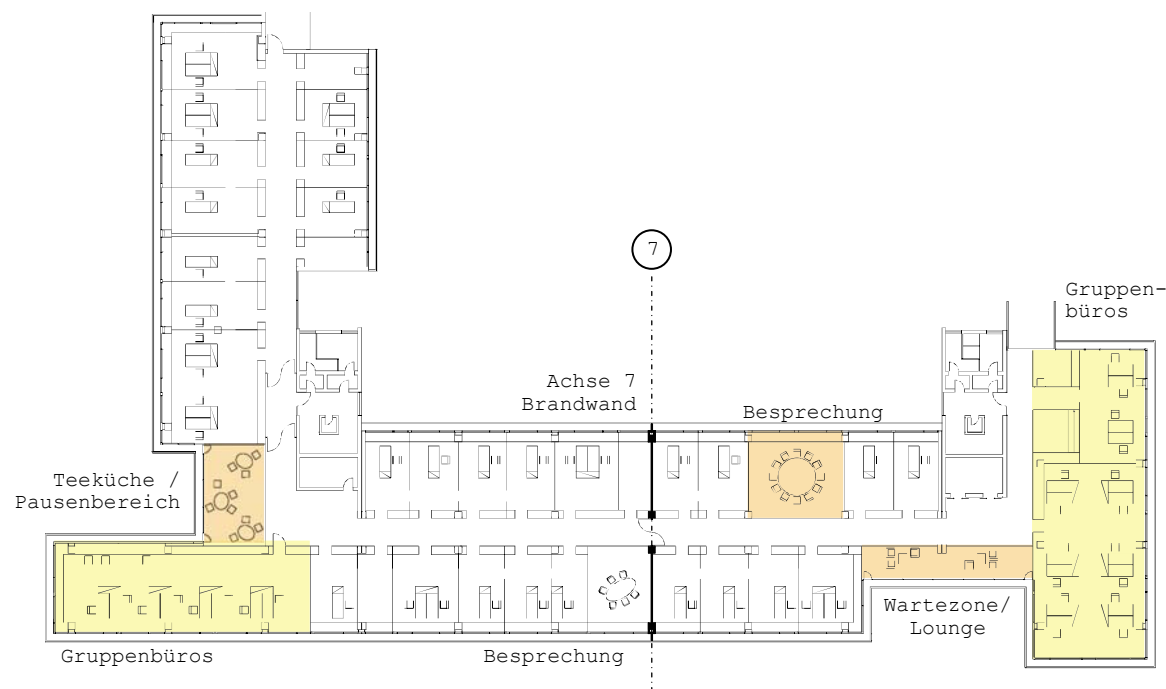 7
Gruppen-
büros
Achse 7
Brandwand
Besprechung
Teeküche /
Pausenbereich
Wartezone/
Lounge
Gruppenbüros
Besprechung